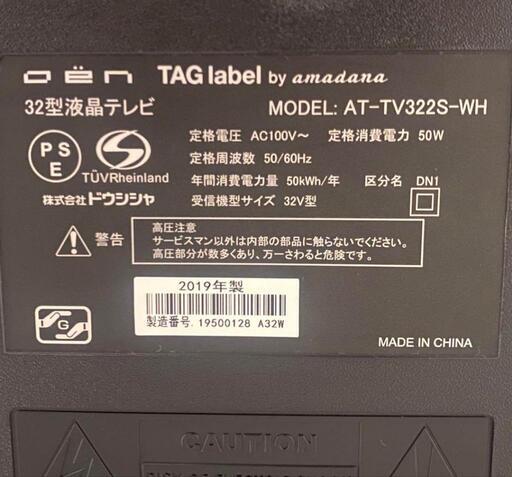 oën TAG label by amadana
32型液晶テレビ MODEL: AT-TV322S-WH
定格電圧 AC100V～ 定格消費電力 50W
定格周波数 50/60Hz
年間消費電力量 50kWh/年 区分名 DN1
受信機型サイズ 32V型
PS
E
TÜVRheinland
株式会社ドウシシャ
警告
高圧注意
サービスマン以外は内部の部品に触らないでください。
高圧部分が数多くあり、万一さわると危険です。
2019年製
製造番号. 19500128 A32W
G
MADE IN CHINA
CAUTION